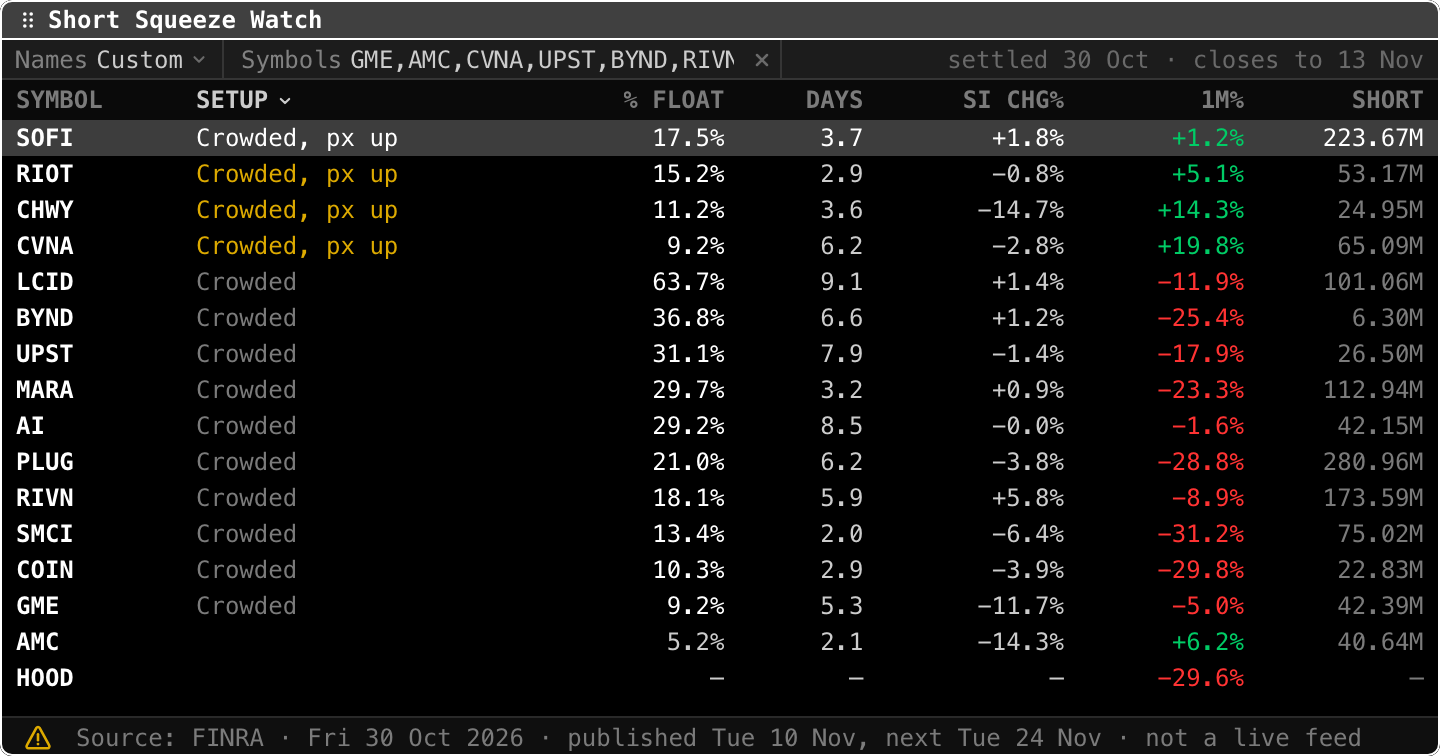 Short Squeeze Watch
Names Custom Symbols GME,AMC,CVNA,UPST,BYND,RIVN settled 30 Oct · closes to 13 Nov
SYMBOL SETUP % FLOAT DAYS SI CHG% 1M% SHORT
SOFI Crowded, px up 17.5% 3.7 +1.8% +1.2% 223.67M
RIOT Crowded, px up 15.2% 2.9 −0.8% +5.1% 53.17M
CHWY Crowded, px up 11.2% 3.6 −14.7% +14.3% 24.95M
CVNA Crowded, px up 9.2% 6.2 −2.8% +19.8% 65.09M
LCID Crowded 63.7% 9.1 +1.4% −11.9% 101.06M
BYND Crowded 36.8% 6.6 +1.2% −25.4% 6.30M
UPST Crowded 31.1% 7.9 −1.4% −17.9% 26.50M
MARA Crowded 29.7% 3.2 +0.9% −23.3% 112.94M
AI Crowded 29.2% 8.5 −0.0% −1.6% 42.15M
PLUG Crowded 21.0% 6.2 −3.8% −28.8% 280.96M
RIVN Crowded 18.1% 5.9 +5.8% −8.9% 173.59M
SMCI Crowded 13.4% 2.0 −6.4% −31.2% 75.02M
COIN Crowded 10.3% 2.9 −3.9% −29.8% 22.83M
GME Crowded 9.2% 5.3 −11.7% −5.0% 42.39M
AMC 5.2% 2.1 −14.3% +6.2% 40.64M
HOOD — — — −29.6% —
Source: FINRA · Fri 30 Oct 2026 · published Tue 10 Nov, next Tue 24 Nov · not a live feed